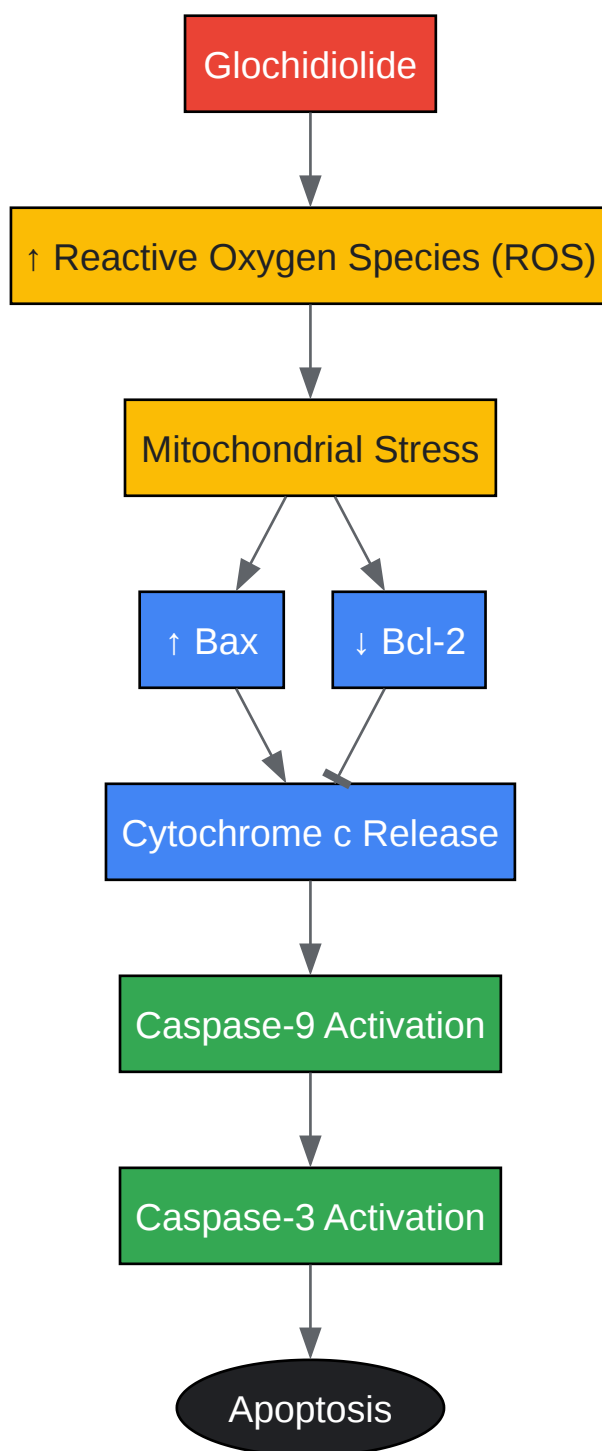 Glochidiolide
↑ Reactive Oxygen Species (ROS)
Mitochondrial Stress
↑ Bax
↓ Bcl-2
Cytochrome c Release
Caspase-9 Activation
Caspase-3 Activation
Apoptosis